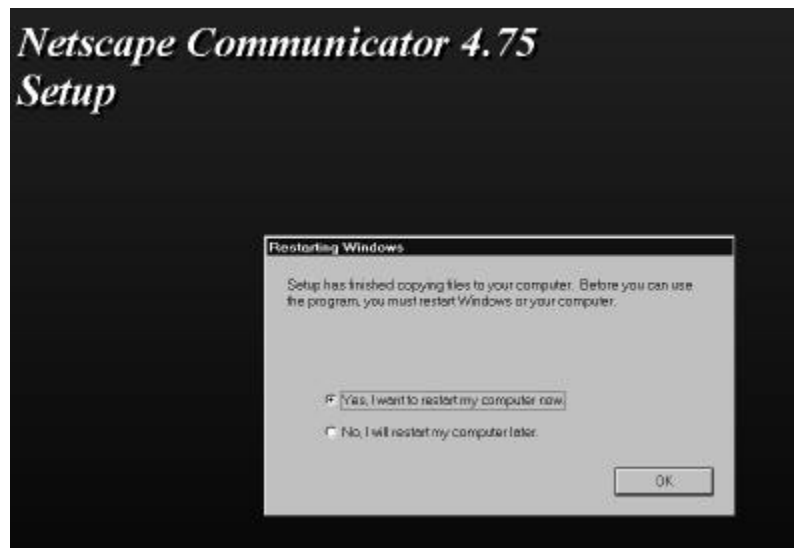 Netscape Communicator 4.75
Setup
Restarting Windows
Setup has finished copying files to your computer. Before you can use
the program, you must restart Windows or your computer.
Yes, I want to restart my computer now.
No, I will restart my computer later.
OK